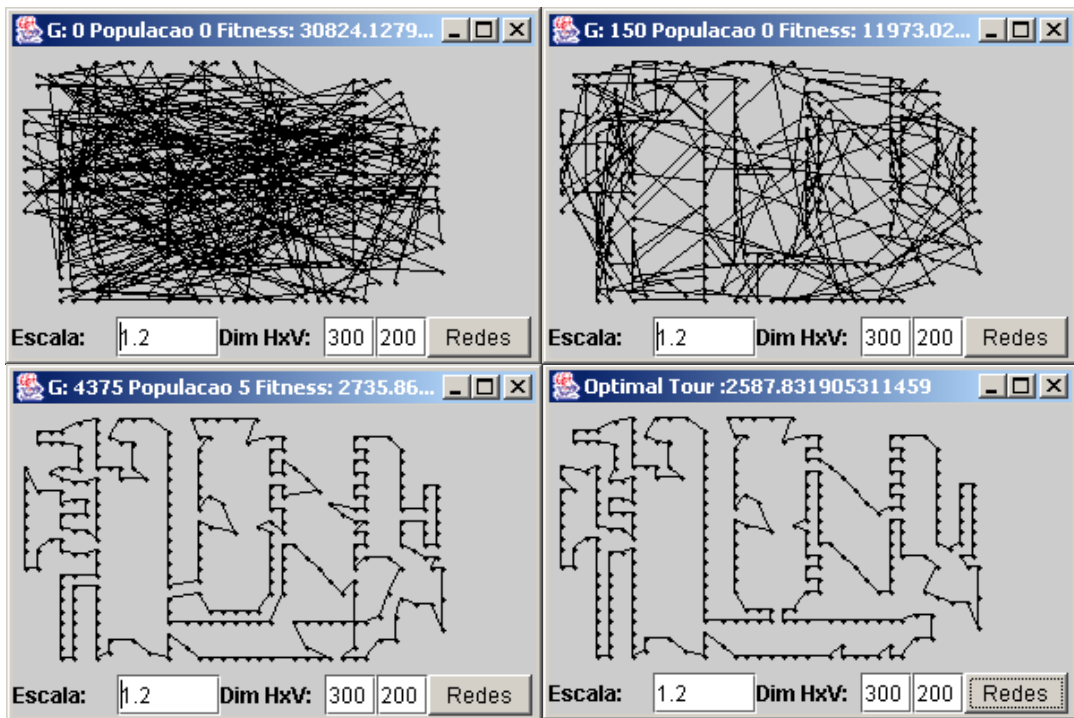 G: 0 Populacao 0 Fitness: 30824.1279...
Escala: 1.2 Dim HxV: 300 200 Redes
G: 150 Populacao 0 Fitness: 11973.02...
Escala: 1.2 Dim HxV: 300 200 Redes
G: 4375 Populacao 5 Fitness: 2735.86...
Escala: 1.2 Dim HxV: 300 200 Redes
Optimal Tour :2587.831905311459
Escala: 1.2 Dim HxV: 300 200 Redes